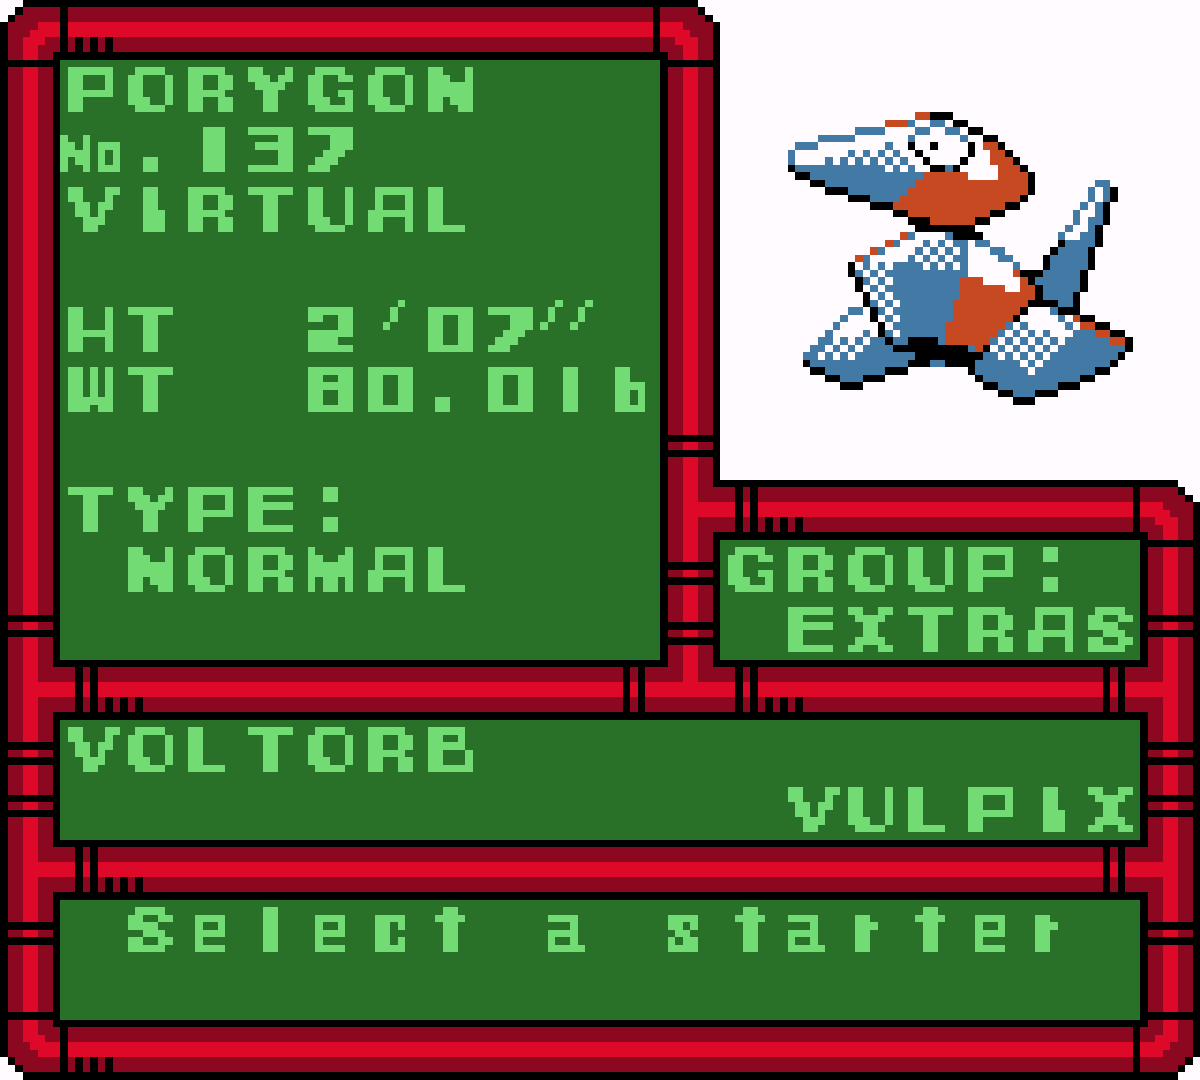 PORYGON
No.137
VIRTUAL
HT 2'07"
WT 80.0lb
TYPE:
NORMAL
GROUP:
EXTRAS
VOLTORB
VULPIX
Select a starter